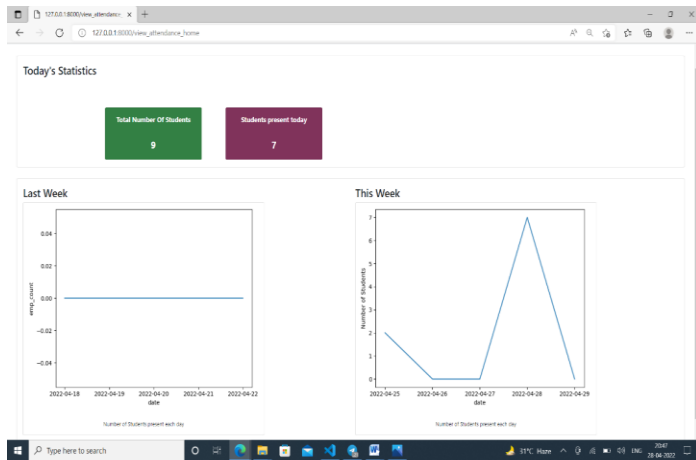 127.0.0.1:8000/view_attendance_
127.0.0.1:8000/view_attendance_home
Today's Statistics
Total Number Of Students
9
Students present today
7
Last Week
0.04
0.02
0.00
−0.02
−0.04
emp_count
2022-04-18 2022-04-19 2022-04-20 2022-04-21 2022-04-22
date
Number of Students present each day
This Week
7
6
5
4
3
2
1
0
Number of Students
2022-04-25 2022-04-26 2022-04-27 2022-04-28 2022-04-29
date
Number of Students present each day
Type here to search
31°C Haze
ENG
20:47
28-04-2022